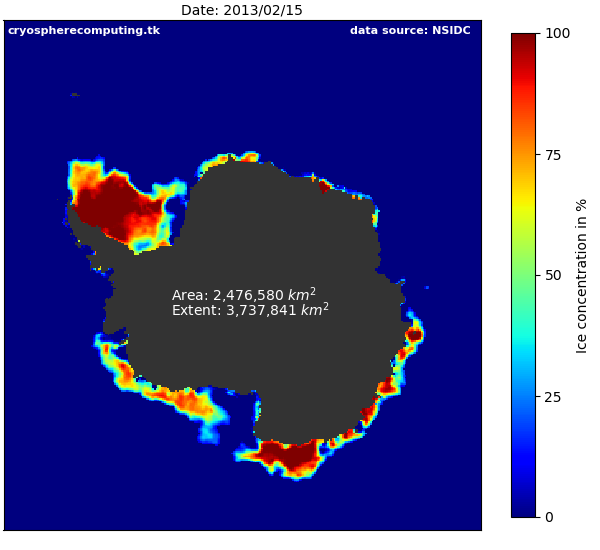 Date: 2013/02/15
cryospherecomputing.tk
data source: NSIDC
Area: 2,476,580 km²
Extent: 3,737,841 km²
100
75
50
25
0
Ice concentration in %